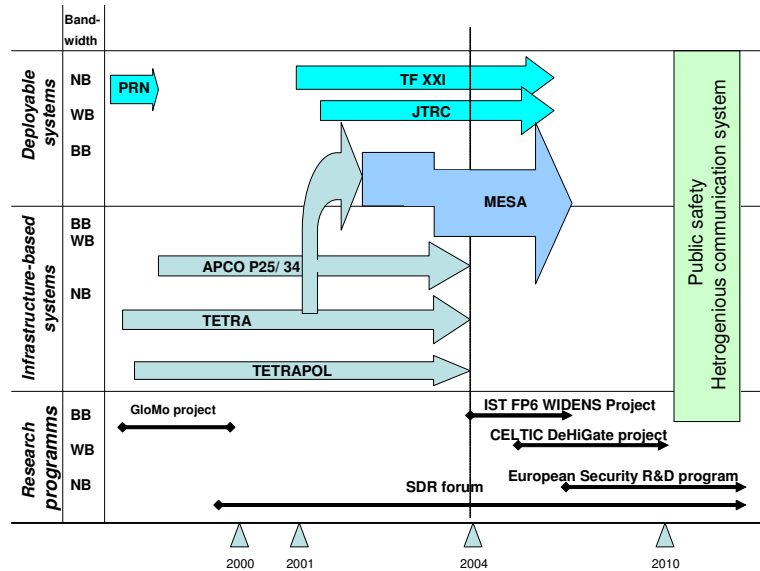 Band-
width
Deployable
systems
NB
WB
BB
PRN
TF XXI
JTRC
MESA
Public safety
Hetrogenious communication system
Infrastructure-based
systems
BB
WB
NB
APCO P25/ 34
TETRA
TETRAPOL
Research
programms
BB
WB
NB
GloMo project
IST FP6 WIDENS Project
CELTIC DeHiGate project
European Security R&D program
SDR forum
2000
2001
2004
2010